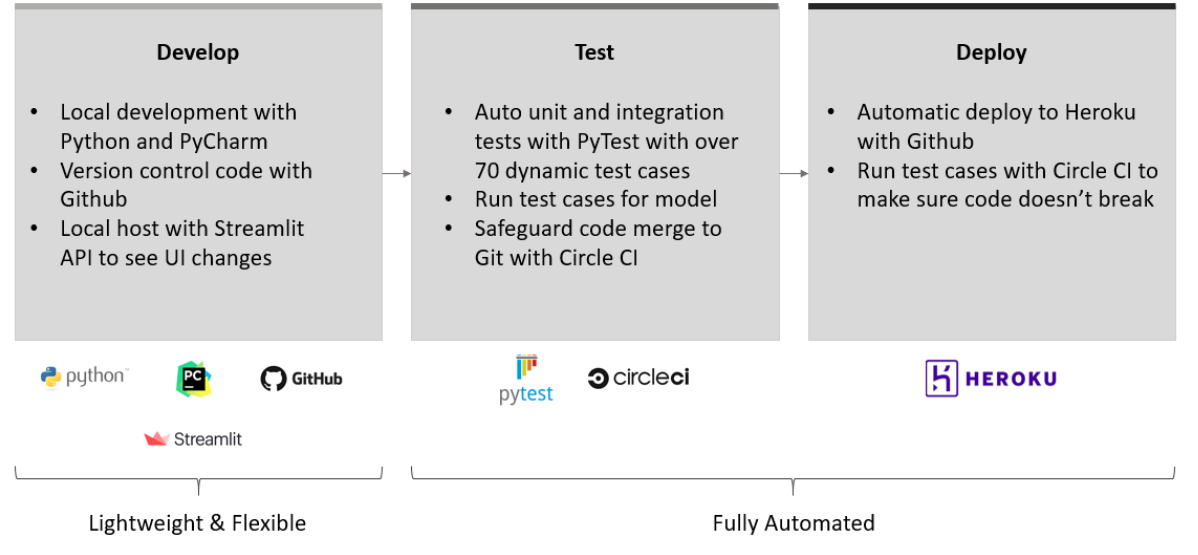 Develop
• Local development with
Python and PyCharm
• Version control code with
Github
• Local host with Streamlit
API to see UI changes
Test
• Auto unit and integration
tests with PyTest with over
70 dynamic test cases
• Run test cases for model
• Safeguard code merge to
Git with Circle CI
Deploy
• Automatic deploy to Heroku
with Github
• Run test cases with Circle CI to
make sure code doesn’t break
python™
PC
GitHub
Streamlit
pytest
circleci
HEROKU
Lightweight & Flexible
Fully Automated